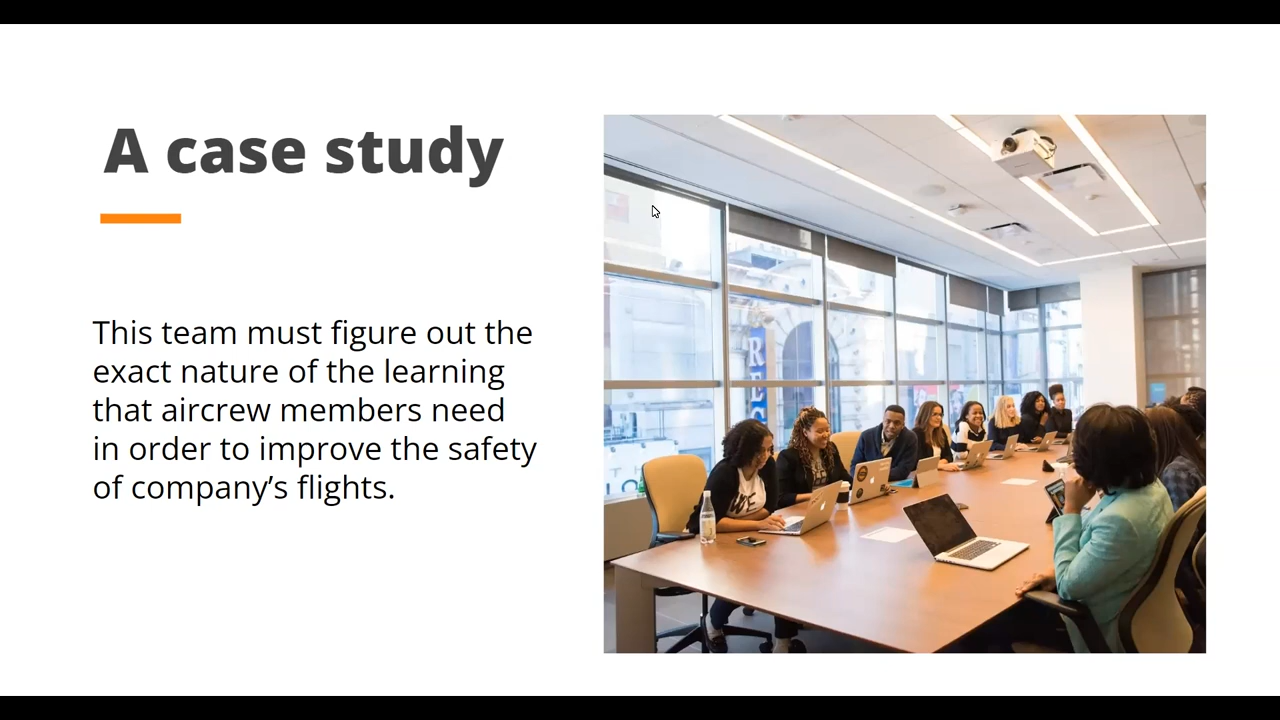 A case study
This team must figure out the
exact nature of the learning
that aircrew members need
in order to improve the safety
of company’s flights.
WE